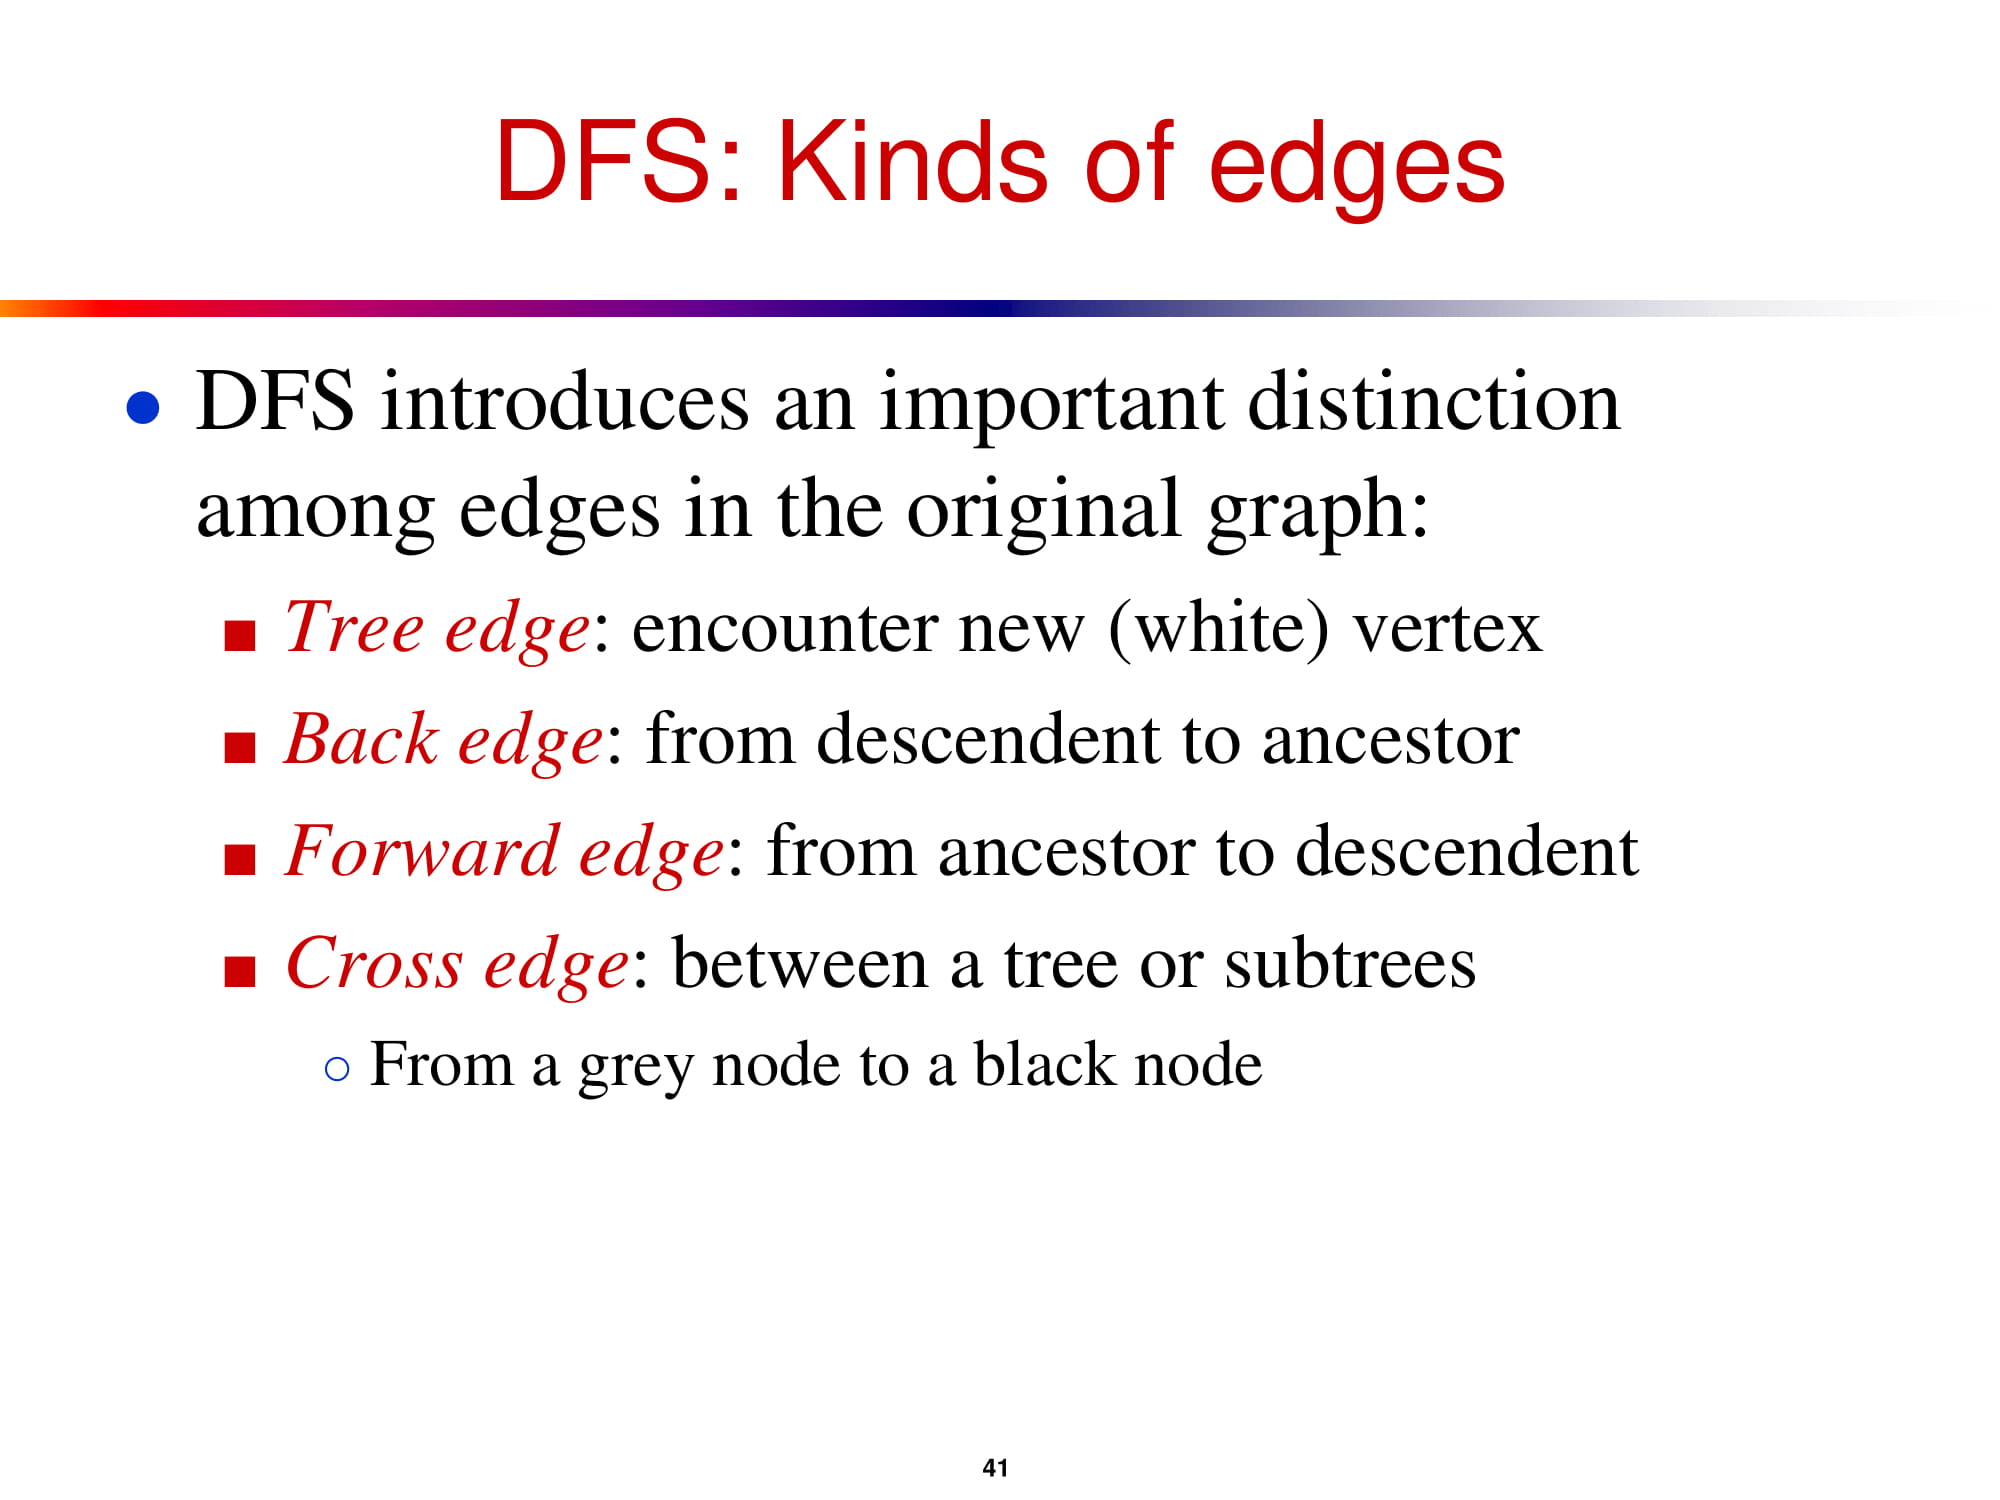 DFS: Kinds of edges
● DFS introduces an important distinction
among edges in the original graph:
■ Tree edge: encounter new (white) vertex
■ Back edge: from descendent to ancestor
■ Forward edge: from ancestor to descendent
■ Cross edge: between a tree or subtrees
○ From a grey node to a black node
41